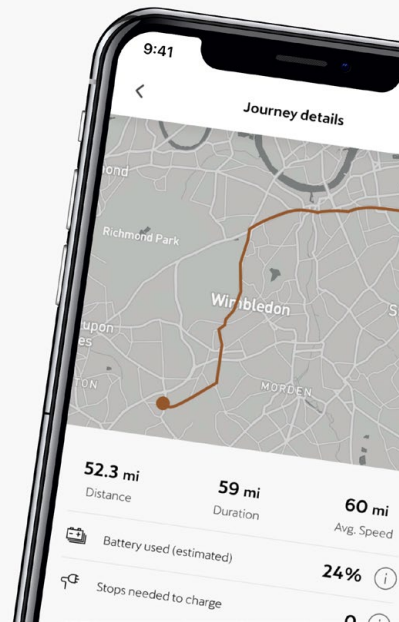 9:41
Journey details
ond
Richmond Park
Wimbledon
S
upon
es
TON
MORDEN
52.3 mi
Distance
59 mi
Duration
60 mi
Avg. Speed
Battery used (estimated)
24%
Stops needed to charge
0